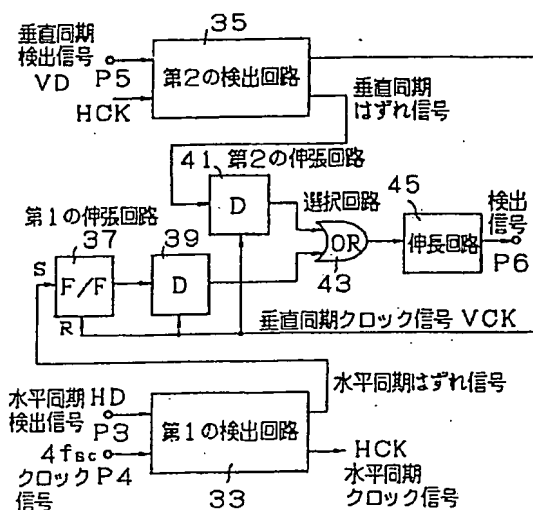 35
垂直同期
検出信号
VD P5
HCK
第2の検出回路
垂直同期
はずれ信号
41 第2の伸張回路
D
選択回路
OR
43
45
伸長回路
検出
信号
P6
第1の伸張回路
37
S
F/F
R
39
D
垂直同期クロック信号 VCK
水平同期はずれ信号
水平同期 HD
検出信号
P3
4fsc
クロック P4
信号
第1の検出回路
33
HCK
水平同期
クロック信号